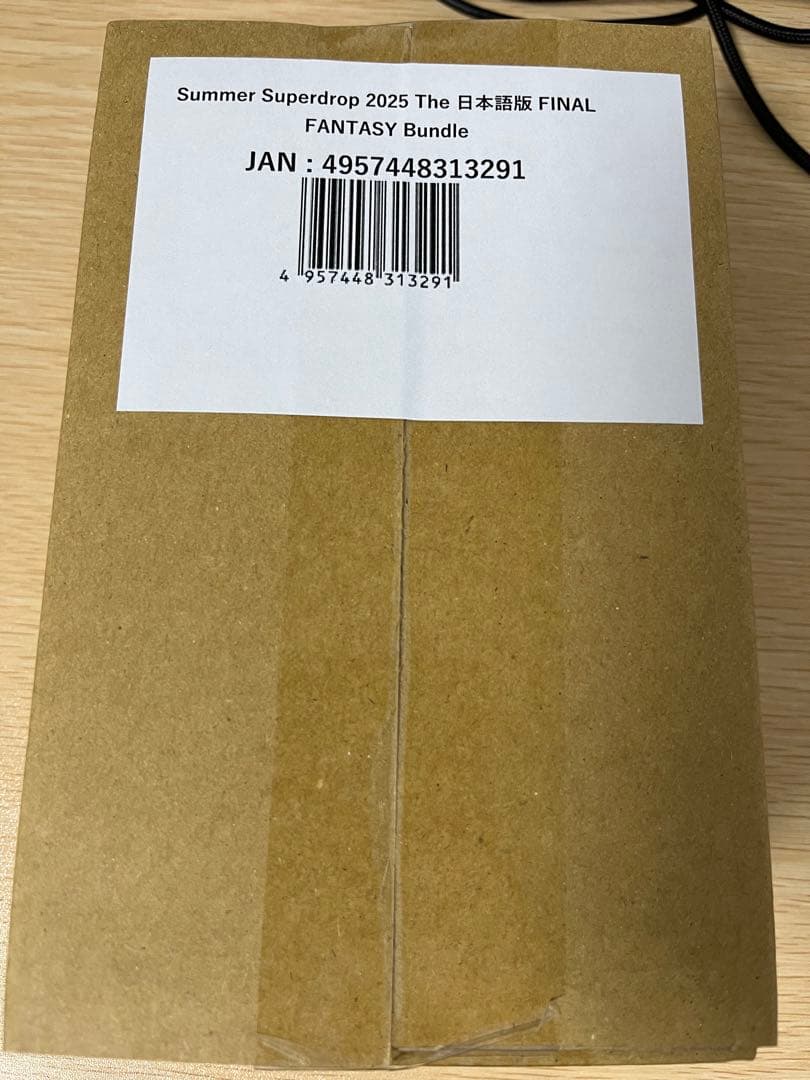 Summer Superdrop 2025 The 日本語版 FINAL
FANTASY Bundle
JAN : 4957448313291
4 957448 313291